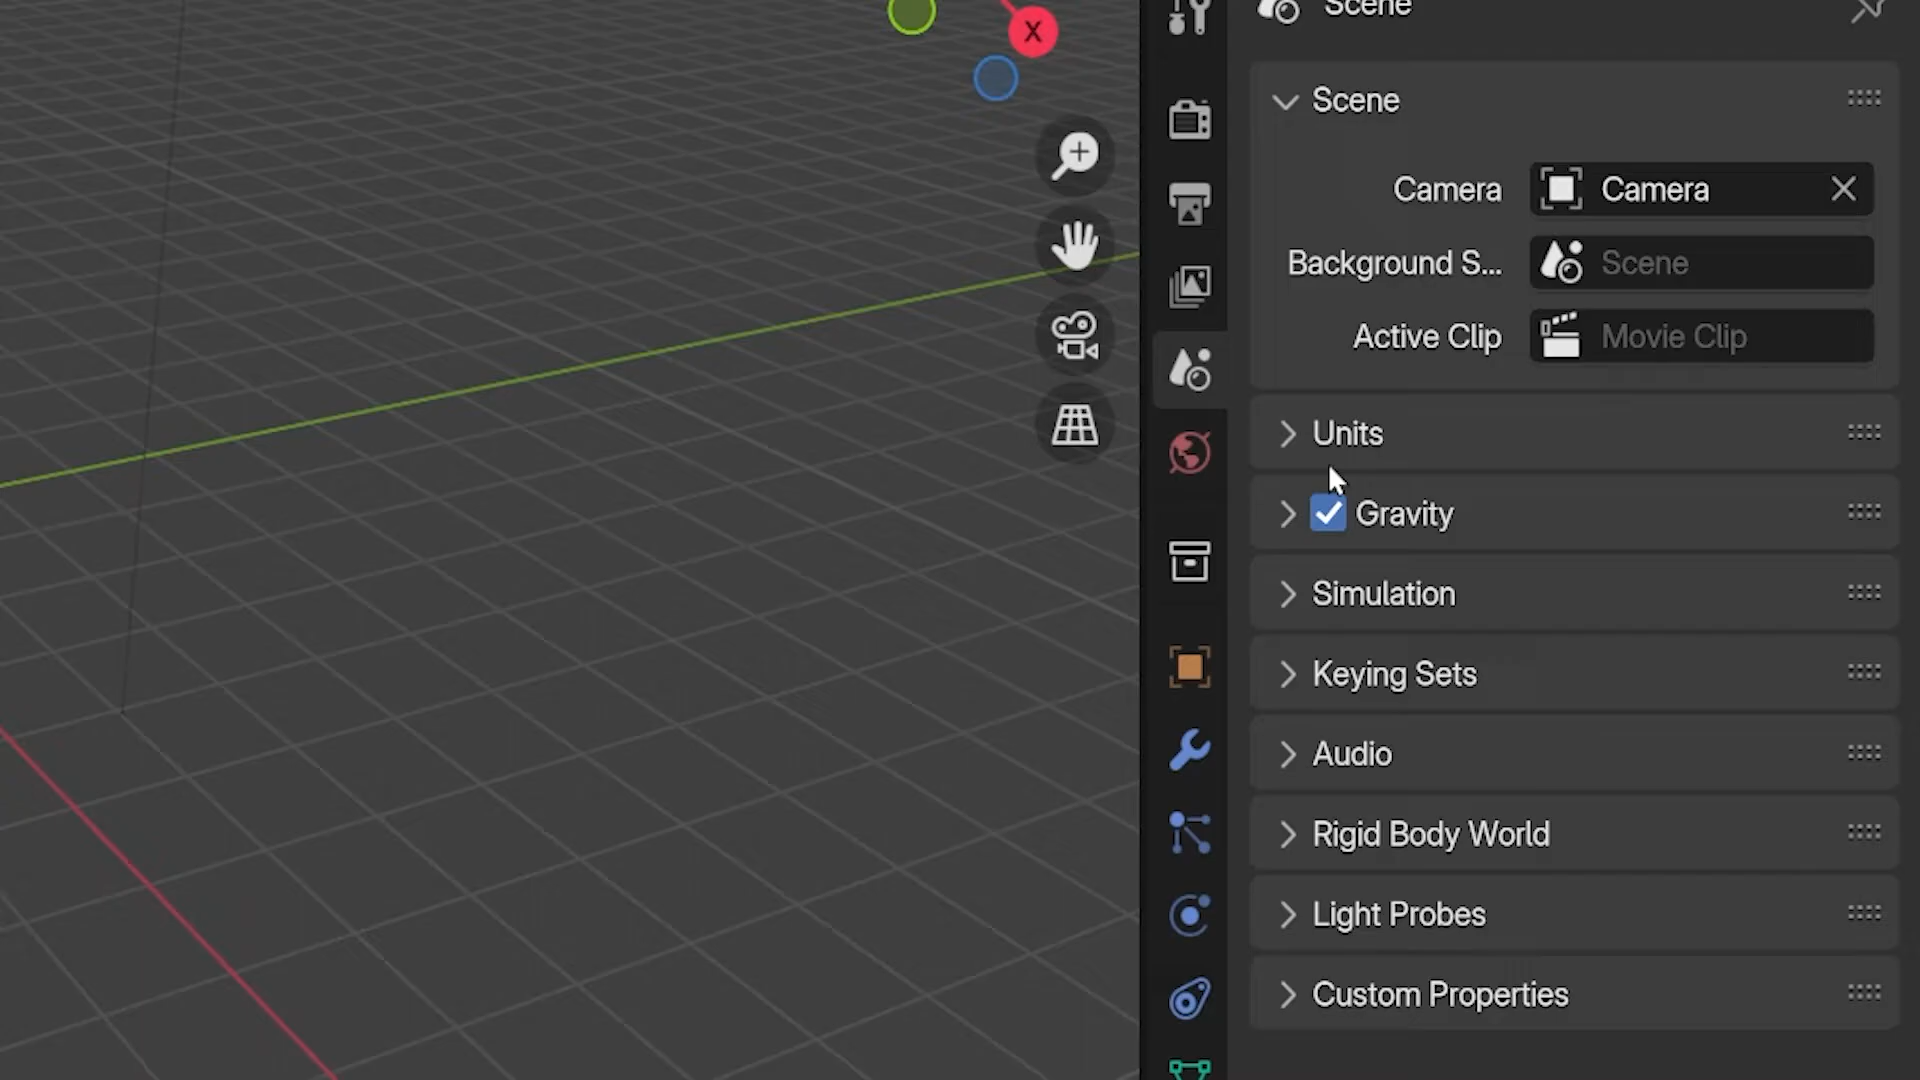 X
Scene
Scene
Camera Camera
Background S... Scene
Active Clip Movie Clip
Units
Gravity
Simulation
Keying Sets
Audio
Rigid Body World
Light Probes
Custom Properties